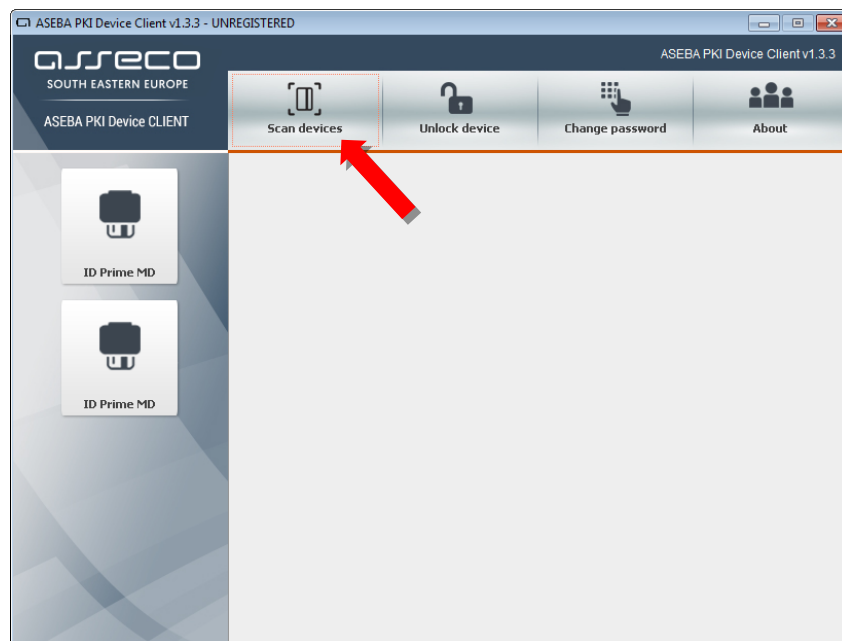 ASEBA PKI Device Client v1.3.3 - UNREGISTERED
asseco
SOUTH EASTERN EUROPE
ASEBA PKI Device CLIENT
ASEBA PKI Device Client v1.3.3
Scan devices
Unlock device
Change password
About
ID Prime MD
ID Prime MD